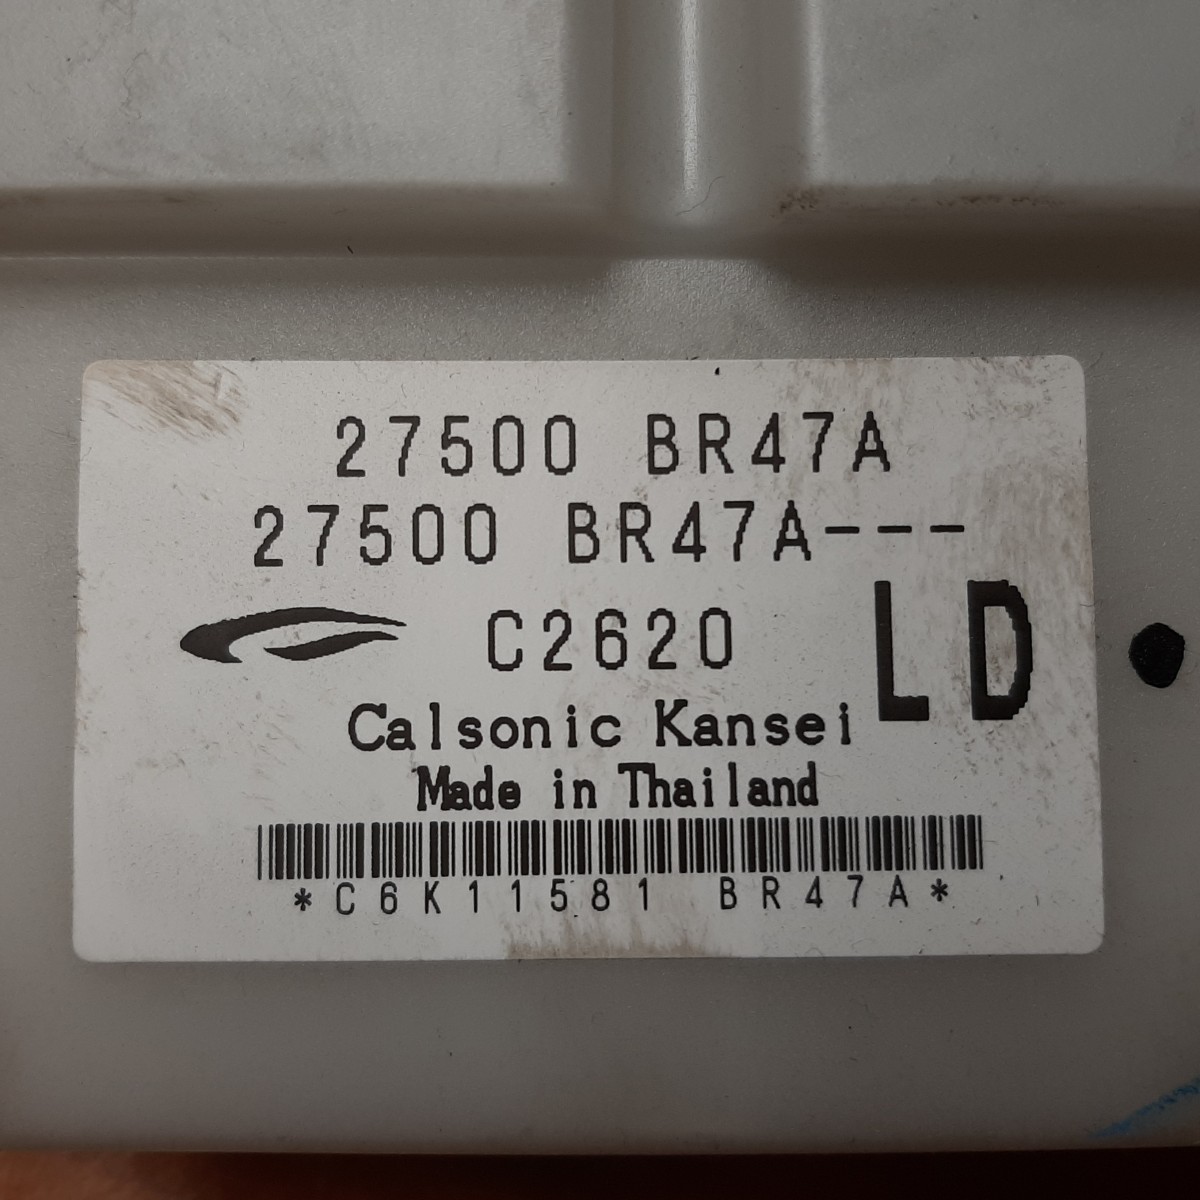 27500 BR47A
27500 BR47A---
C2620
LD
Calsonic Kansei
Made in Thailand
*C6K11581 BR47A*